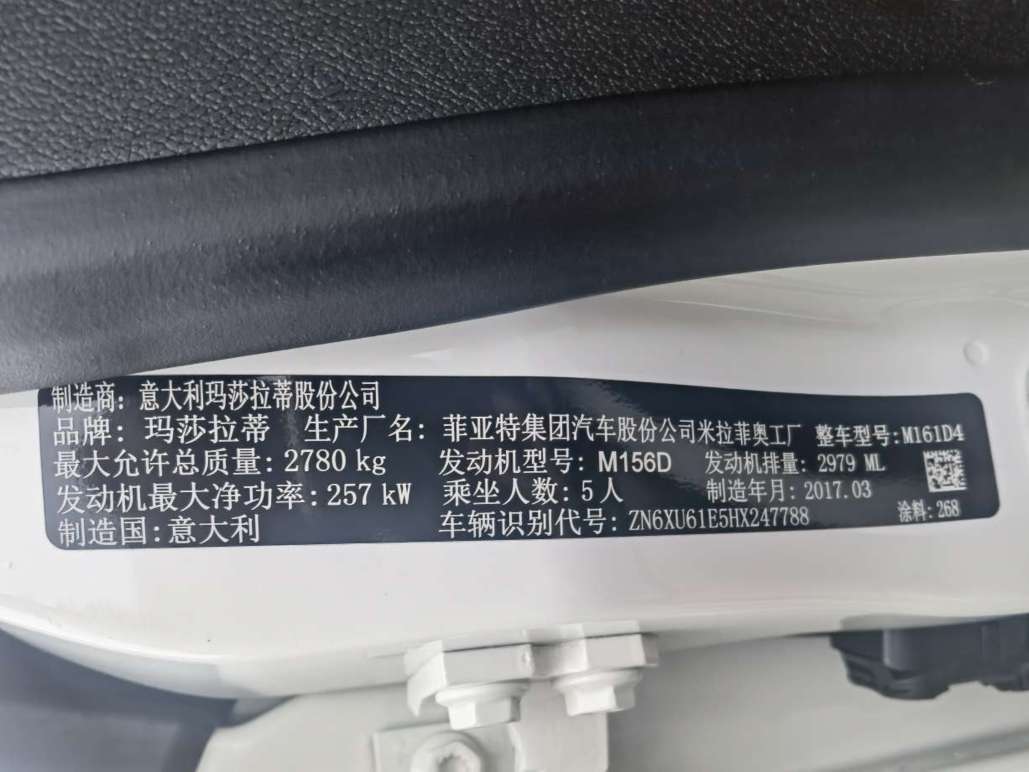 制造商: 意大利玛莎拉蒂股份公司
品牌: 玛莎拉蒂 生产厂名: 菲亚特集团汽车股份公司米拉菲奥工厂 整车型号: M161D4
最大允许总质量: 2780 kg 发动机型号: M156D 发动机排量: 2979 ML
发动机最大净功率: 257 kW 乘坐人数: 5 人 制造年月: 2017.03
制造国: 意大利 车辆识别代号: ZN6XU61E5HX247788 涂料: 268